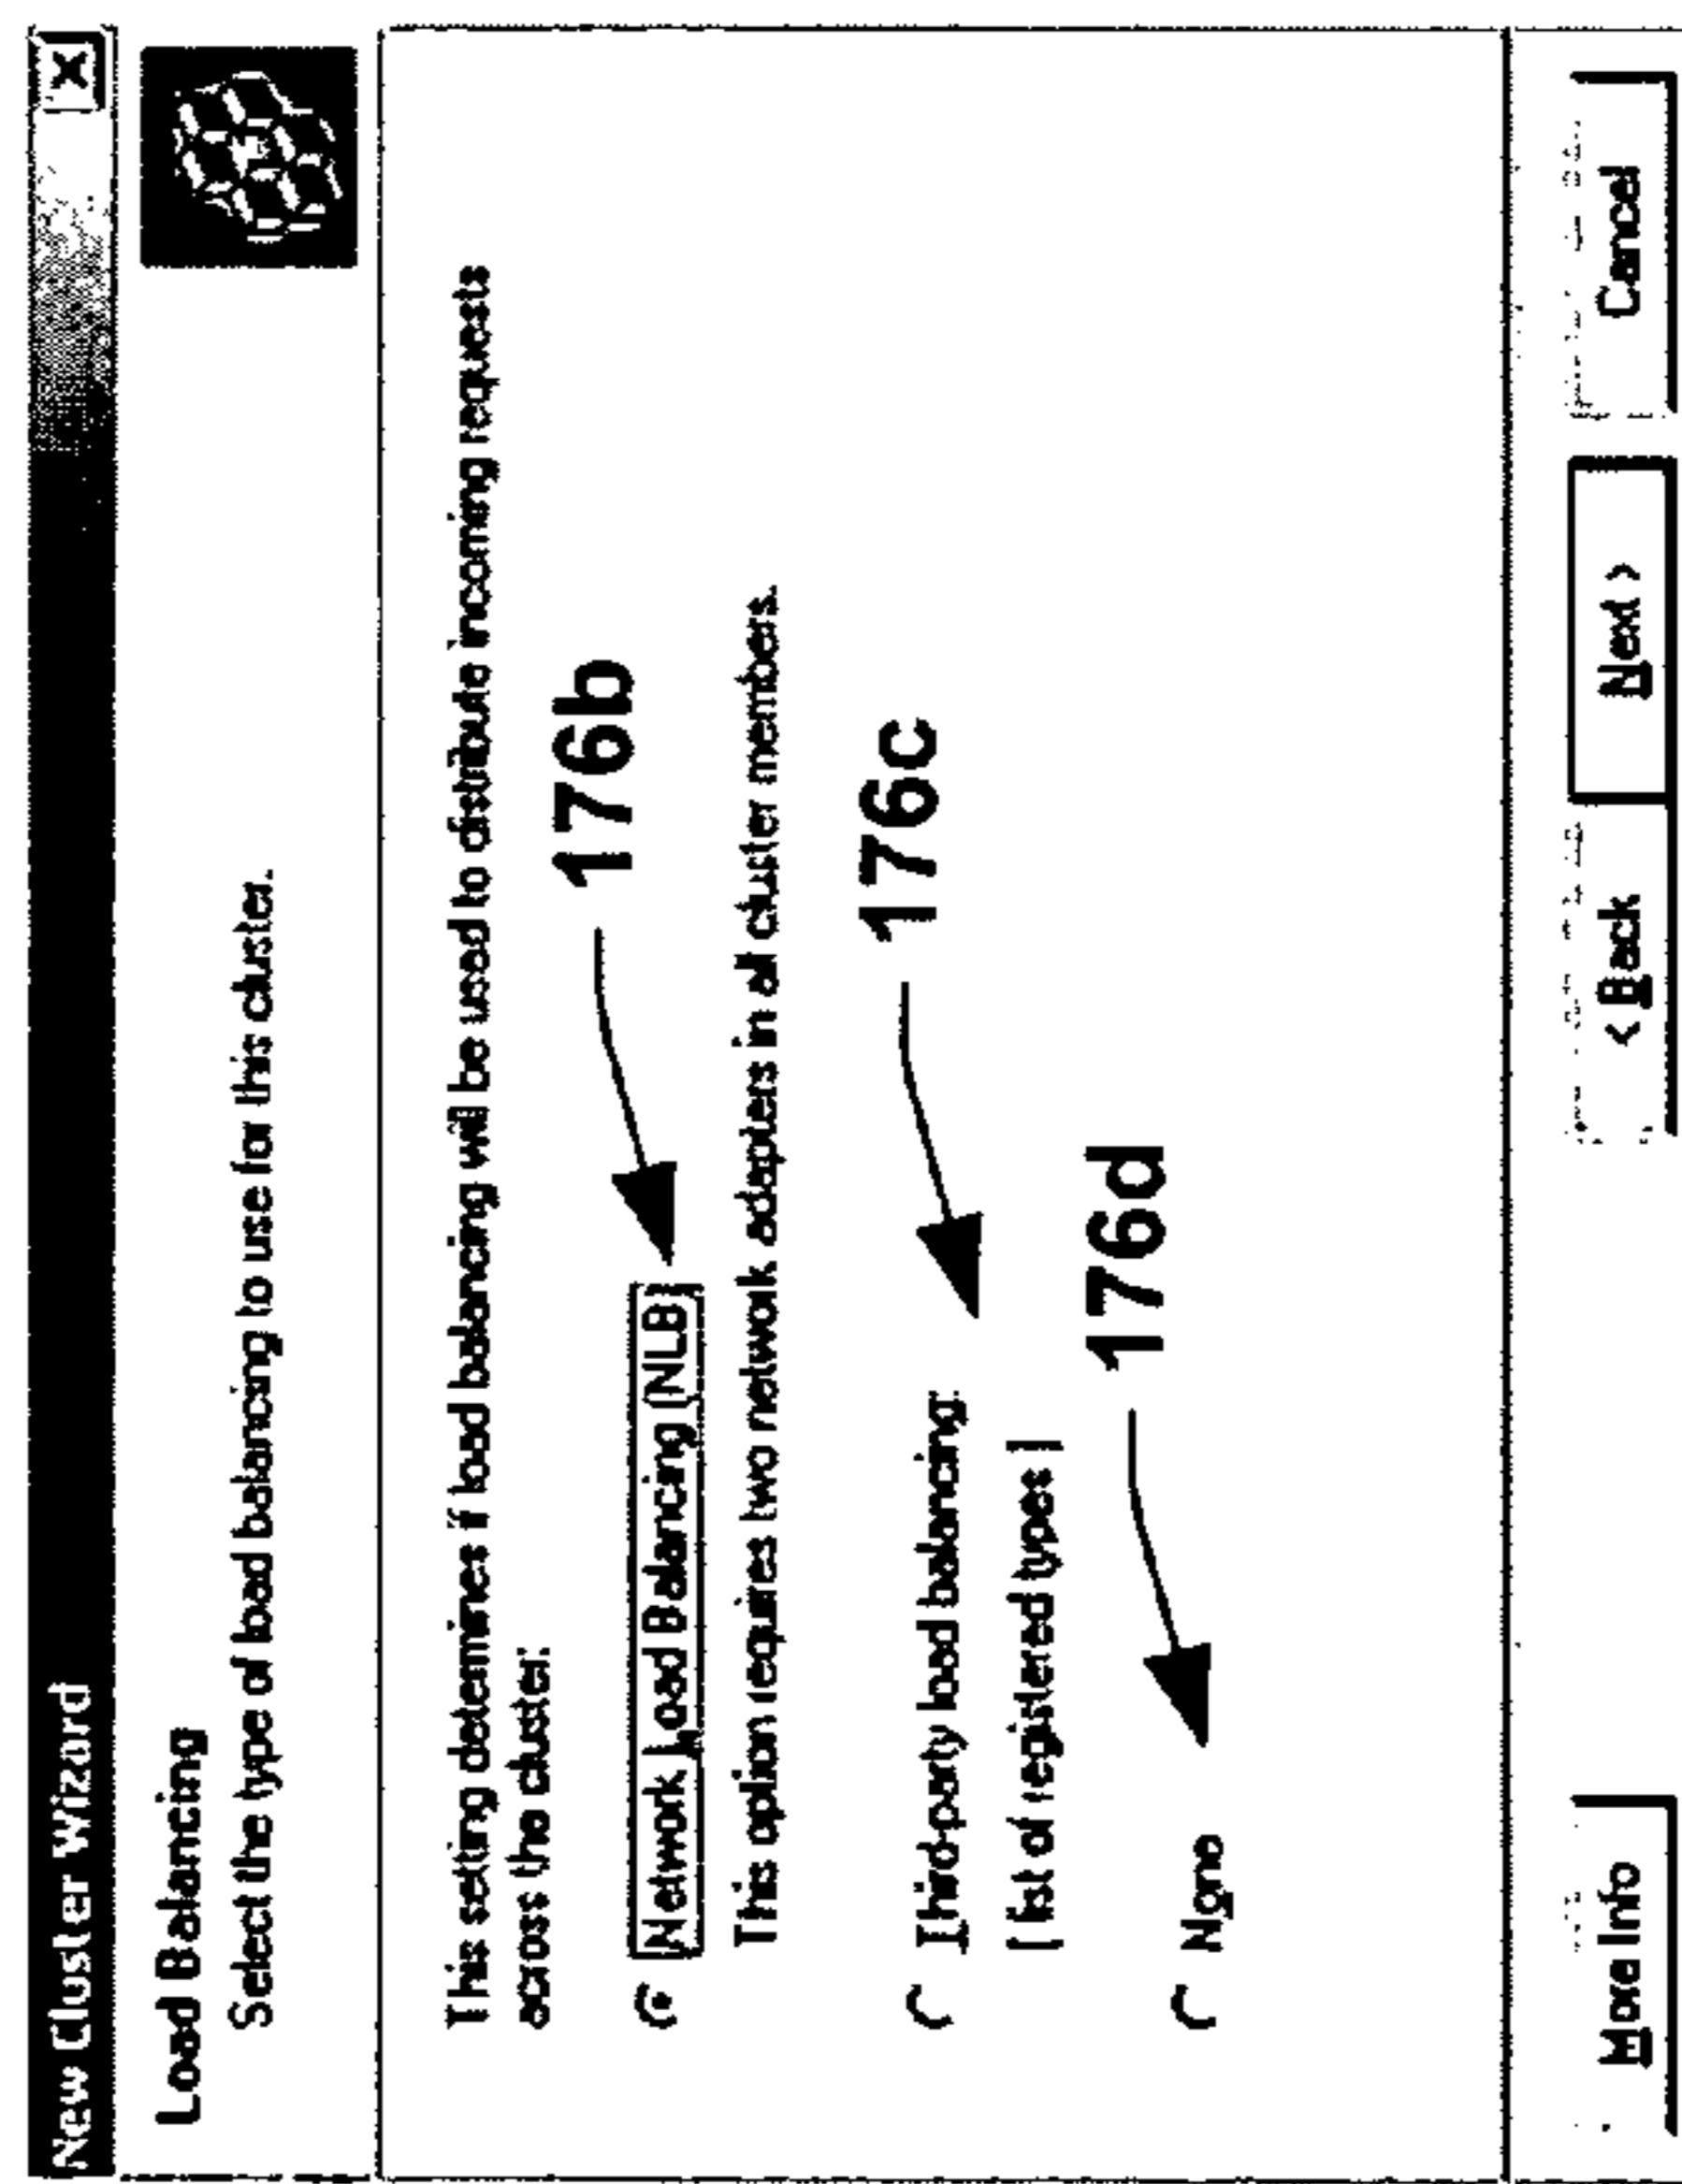 New Cluster Wizard
Load Balancing
Select the type of load balancing to use for this cluster.
This setting determines if load balancing will be used to distribute incoming requests
across the cluster:
176b
Network Load Balancing (NLB)
This option requires two network adapters in all cluster members.
176c
Third-party load balancing:
[ list of registered types ]
176d
None
More Info
< Back
Next >
Cancel